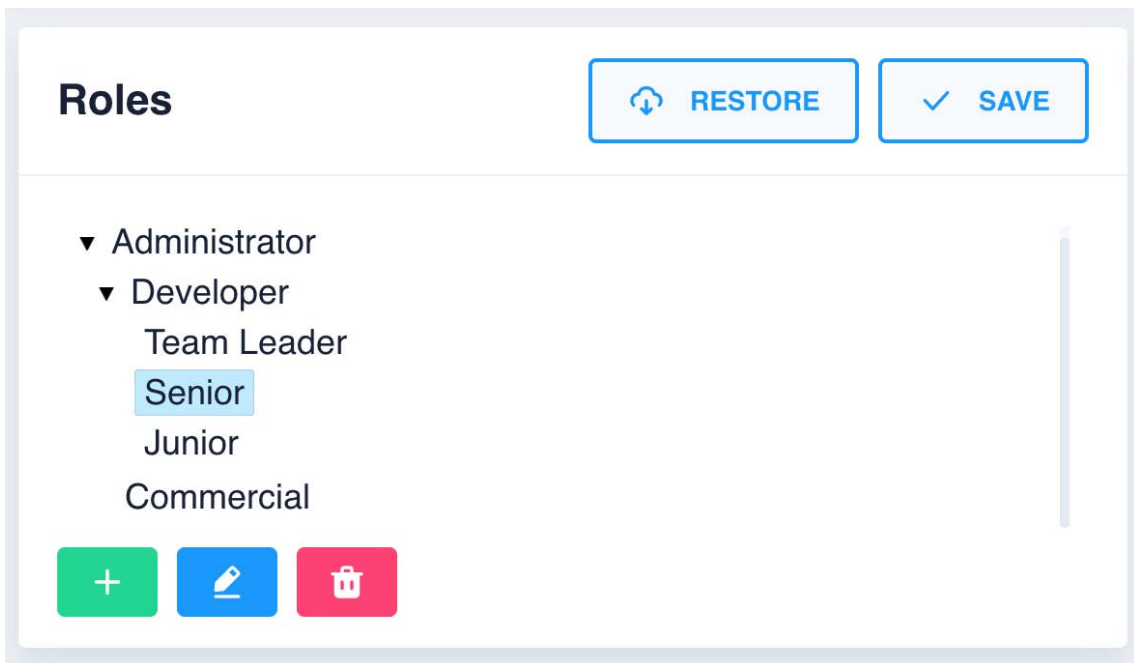 Roles
RESTORE
SAVE
Administrator
Developer
Team Leader
Senior
Junior
Commercial